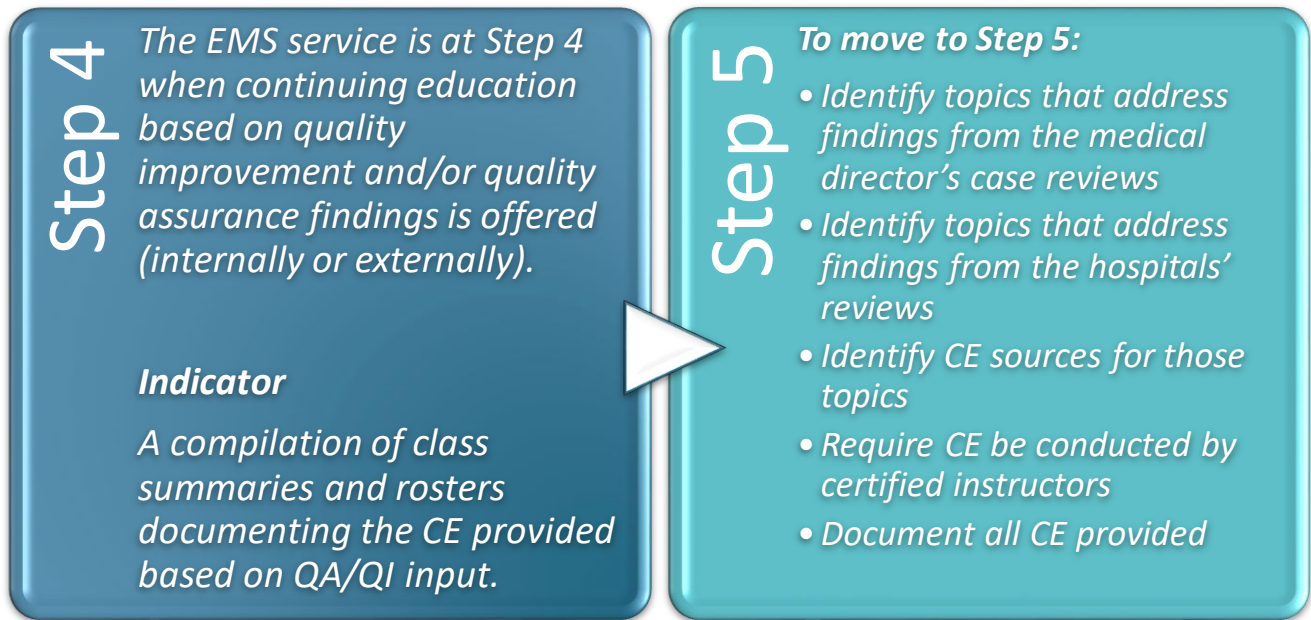 Step 4
The EMS service is at Step 4
when continuing education
based on quality
improvement and/or quality
assurance findings is offered
(internally or externally).
Indicator
A compilation of class
summaries and rosters
documenting the CE provided
based on QA/QI input.
Step 5
To move to Step 5:
• Identify topics that address
findings from the medical
director’s case reviews
• Identify topics that address
findings from the hospitals’
reviews
• Identify CE sources for those
topics
• Require CE be conducted by
certified instructors
• Document all CE provided